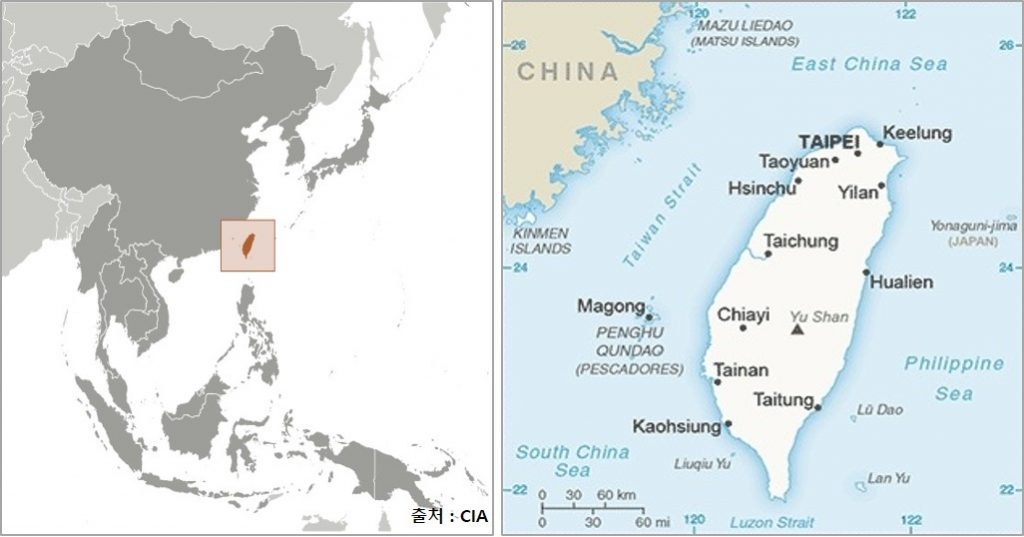 출처 : CIA
120
122
MAZU LIEDAO
(MATSU ISLANDS)
26
26
CHINA
East China Sea
TAIPEI
Keelung
Taoyuan
Hsinchu
Yilan
Taiwan Strait
KINMEN
ISLANDS
Yonaguni-jima
(JAPAN)
Taichung
24
24
Hualien
Magong
Chiayi
Yu Shan
PENGHU
QUNDAO
(PESCADORES)
Philippine
Sea
Tainan
Taitung
Lü Dao
Kaohsiung
South China
Sea
Liuqiu Yu
Lan Yu
22
22
0 30 60 km
0 30 60 mi
120
Luzon Strait
122